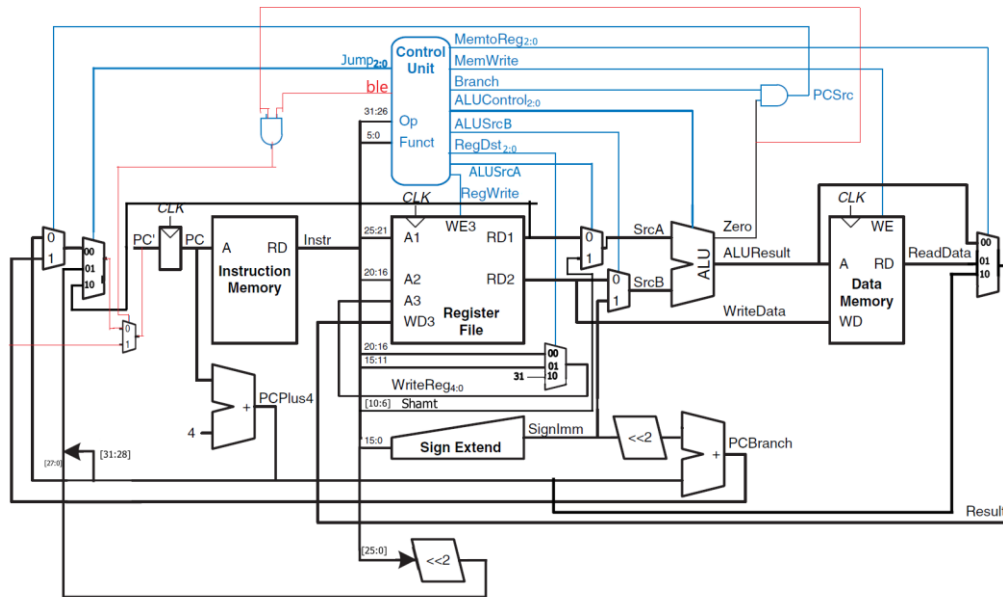 MemtoReg2:0
Control Unit
MemWrite
Jump2:0
Branch
PCSrc
ble
ALUControl2:0
31:26
Op
ALUSrcB
5:0
Funct
RegDst2:0
ALUSrcA
RegWrite
CLK
CLK
CLK
0
1
00
01
10
PC'
PC
A
RD
Instr
Instruction Memory
25:21
A1
WE3
RD1
20:16
A2
RD2
A3
WD3
Register File
0
1
SrcA
0
1
SrcB
ALU
Zero
ALUResult
WriteData
WE
A
RD
Data Memory
WD
ReadData
00
01
10
0
1
20:16
15:11
00
01
31
10
WriteReg4:0
[10:6]
Shamt
PCPlus4
+
4
15:0
Sign Extend
SignImm
<<2
+
PCBranch
[31:28]
[27:0]
Result
[25:0]
<<2